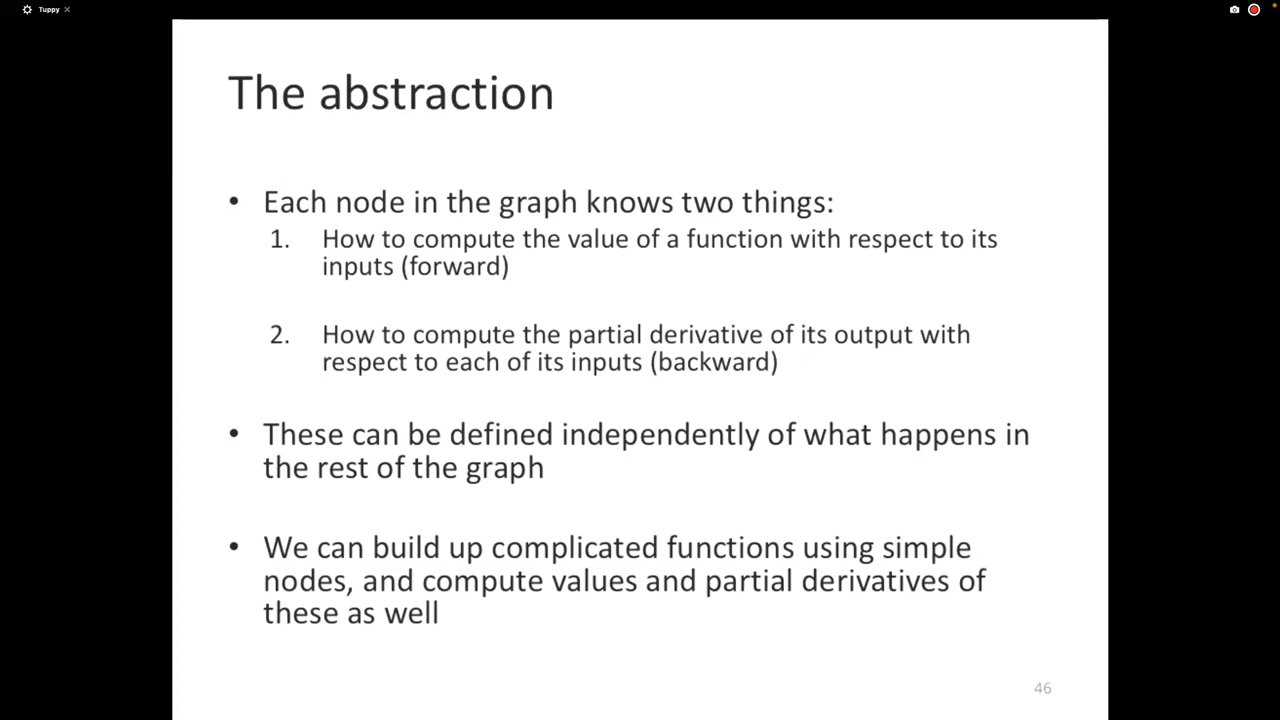 Tuppy
The abstraction
• Each node in the graph knows two things:
1. How to compute the value of a function with respect to its
inputs (forward)
2. How to compute the partial derivative of its output with
respect to each of its inputs (backward)
• These can be defined independently of what happens in
the rest of the graph
• We can build up complicated functions using simple
nodes, and compute values and partial derivatives of
these as well
46